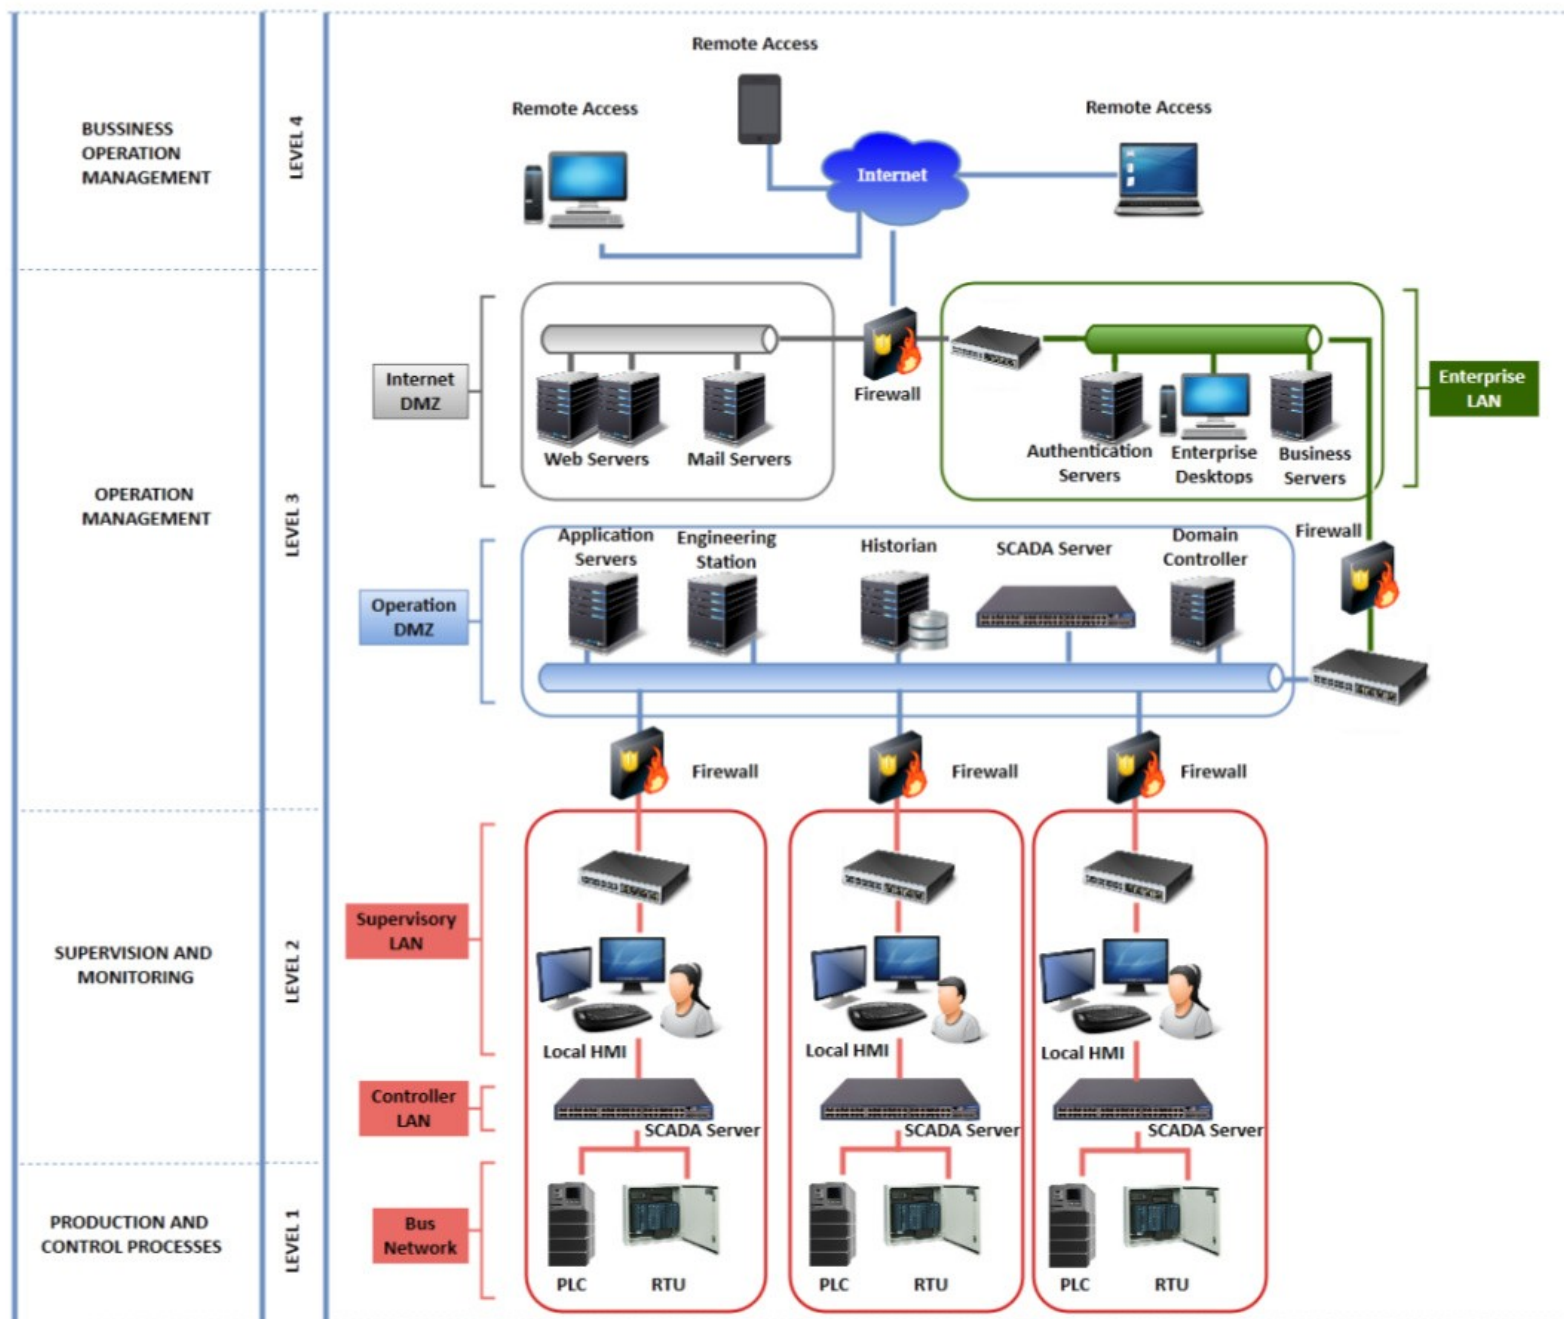 Remote Access
Remote Access
Remote Access
BUSSINESS
OPERATION
MANAGEMENT
LEVEL 4
Internet
Internet
DMZ
Firewall
Enterprise
LAN
Web Servers
Mail Servers
Authentication
Servers
Enterprise
Desktops
Business
Servers
OPERATION
MANAGEMENT
LEVEL 3
Application
Servers
Engineering
Station
Historian
SCADA Server
Domain
Controller
Firewall
Operation
DMZ
Firewall
Firewall
Firewall
Supervisory
LAN
SUPERVISION AND
MONITORING
LEVEL 2
Local HMI
Local HMI
Local HMI
Controller
LAN
SCADA Server
SCADA Server
SCADA Server
PRODUCTION AND
CONTROL PROCESSES
LEVEL 1
Bus
Network
PLC
RTU
PLC
RTU
PLC
RTU